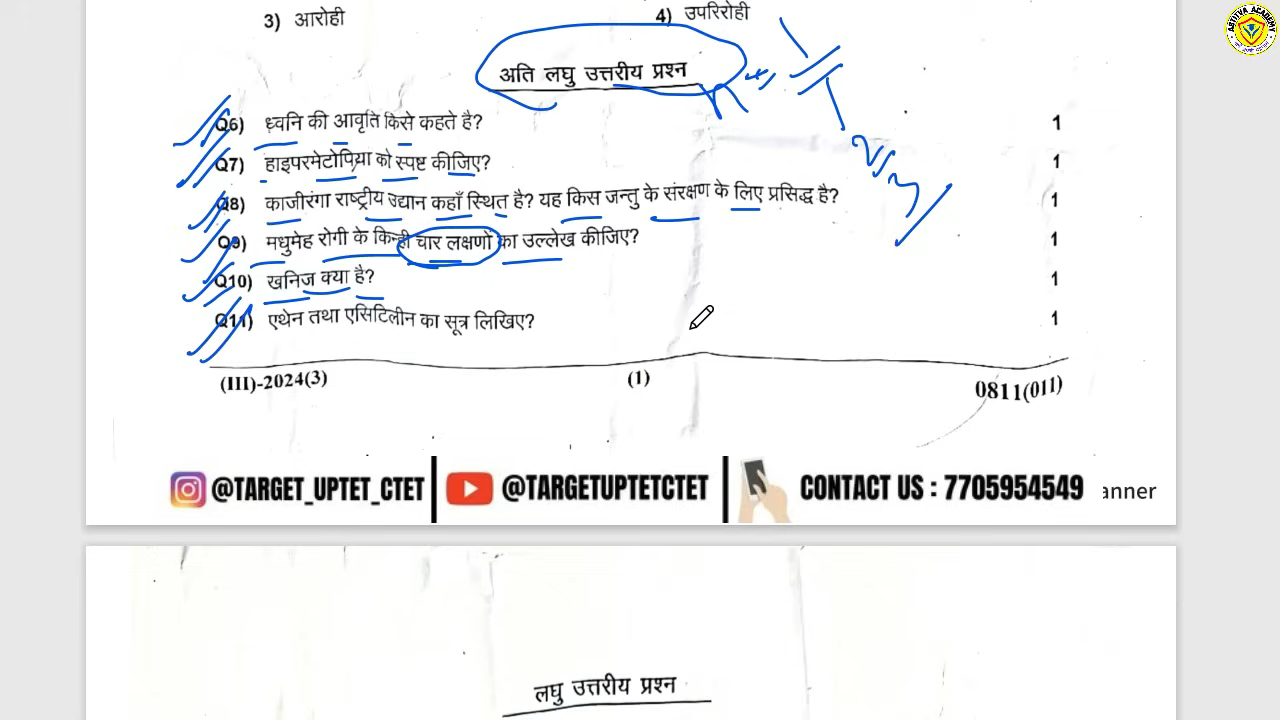 3) आरोही 4) उपरिरोही
अति लघु उत्तरीय प्रश्न
Q6) ध्वनि की आवृति किसे कहते है? 1
Q7) हाइपरमेटोपिया को स्पष्ट कीजिए? 1
Q8) काजीरंगा राष्ट्रीय उद्यान कहाँ स्थित है? यह किस जन्तु के संरक्षण के लिए प्रसिद्ध है? 1
Q9) मधुमेह रोगी के किन्ही चार लक्षणों का उल्लेख कीजिए? 1
Q10) खनिज क्या है? 1
Q11) एथेन तथा एसिटिलीन का सूत्र लिखिए? 1
(III)-2024(3) (1) 0811(011)
@TARGET_UPTET_CTET @TARGETUPTETCTET CONTACT US : 7705954549 anner
लघु उत्तरीय प्रश्न
ASTITVA ACADEMY